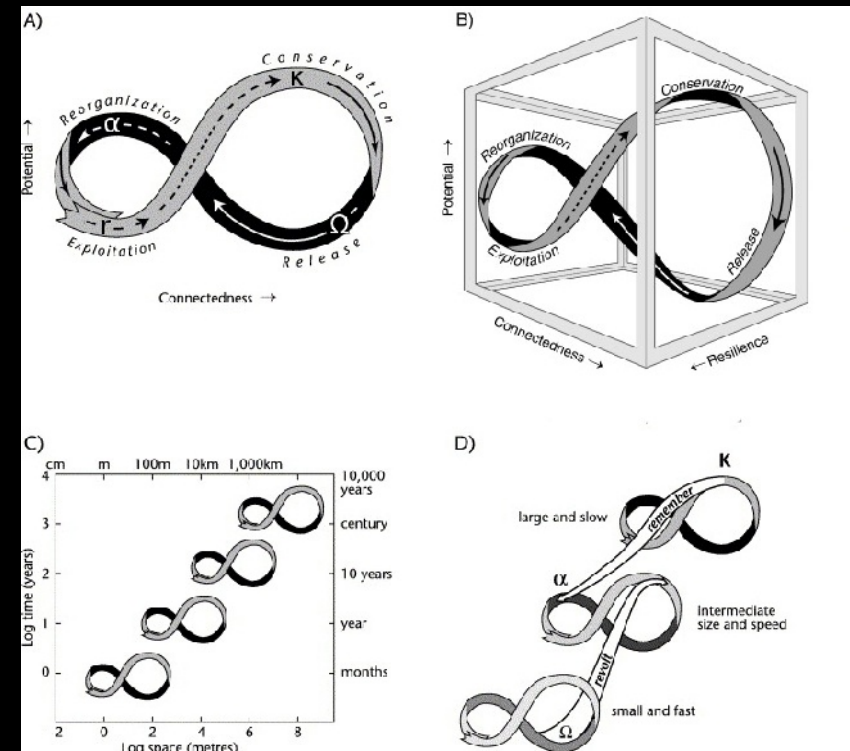 A)
Conservation
K
Reorganization
α
Potential →
r
Exploitation
Ω
Release
Connectedness →
B)
Conservation
Reorganization
Potential →
Exploitation
Release
Connectedness →
← Resilience
C)
cm m 100m 10km 1,000km
4 10,000 years
3 century
2 10 years
1 year
0 months
Log time (years)
2 0 2 4 6 8
Log space (metres)
D)
K
large and slow
remember
α
Intermediate
size and speed
revolt
small and fast
Ω